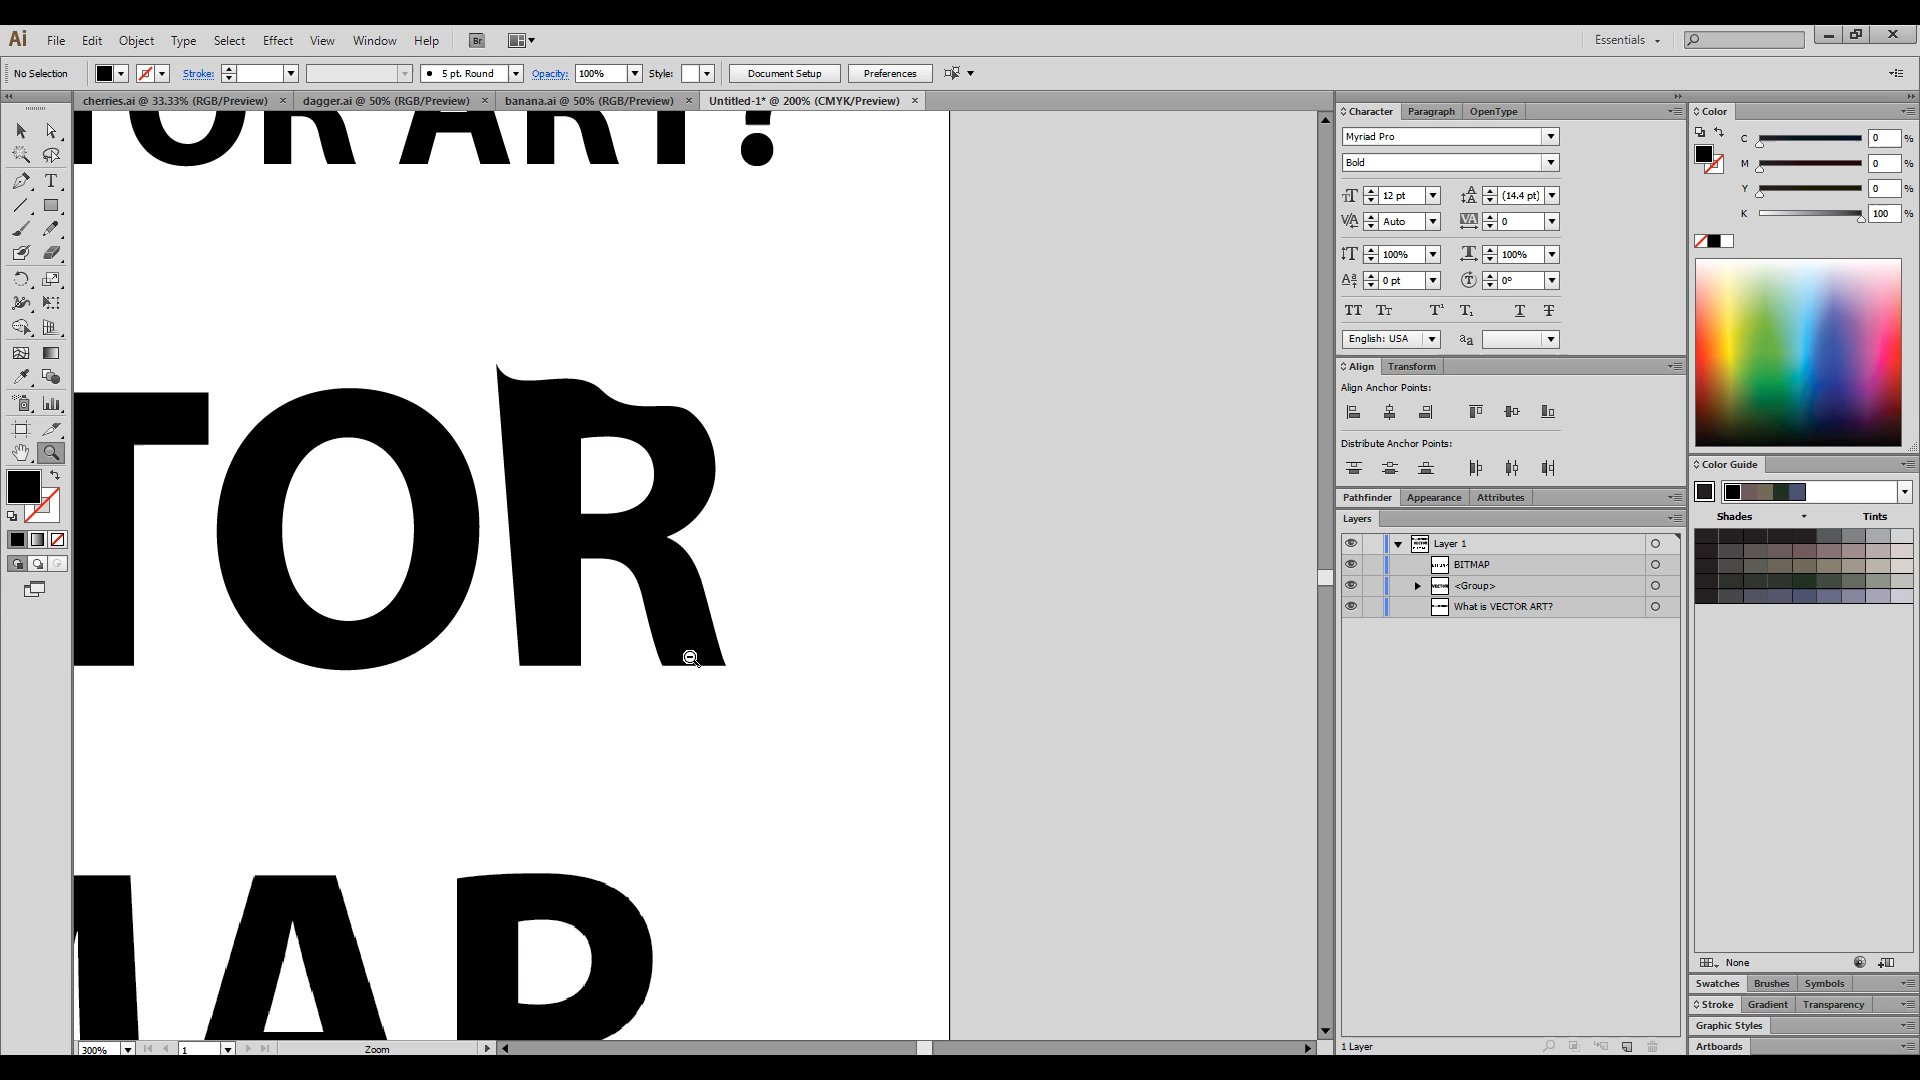 Ai File Edit Object Type Select Effect View Window Help Br Essentials
No Selection Stroke: 5 pt. Round Opacity: 100% Style: Document Setup Preferences
cherries.ai @ 33.33% (RGB/Preview) dagger.ai @ 50% (RGB/Preview) banana.ai @ 50% (RGB/Preview) Untitled-1* @ 200% (CMYK/Preview)
TOR ART?
TOR
MAP
300% 1 Zoom
Character Paragraph OpenType
Myriad Pro
Bold
12 pt (14.4 pt)
Auto 0
100% 100%
0 pt 0°
English: USA
Align Transform
Align Anchor Points:
Distribute Anchor Points:
Pathfinder Appearance Attributes
Layers
Layer 1
BITMAP
<Group>
What is VECTOR ART?
1 Layer
Color
C 0 %
M 0 %
Y 0 %
K 100 %
Color Guide
Shades Tints
None
Swatches Brushes Symbols
Stroke Gradient Transparency
Graphic Styles
Artboards